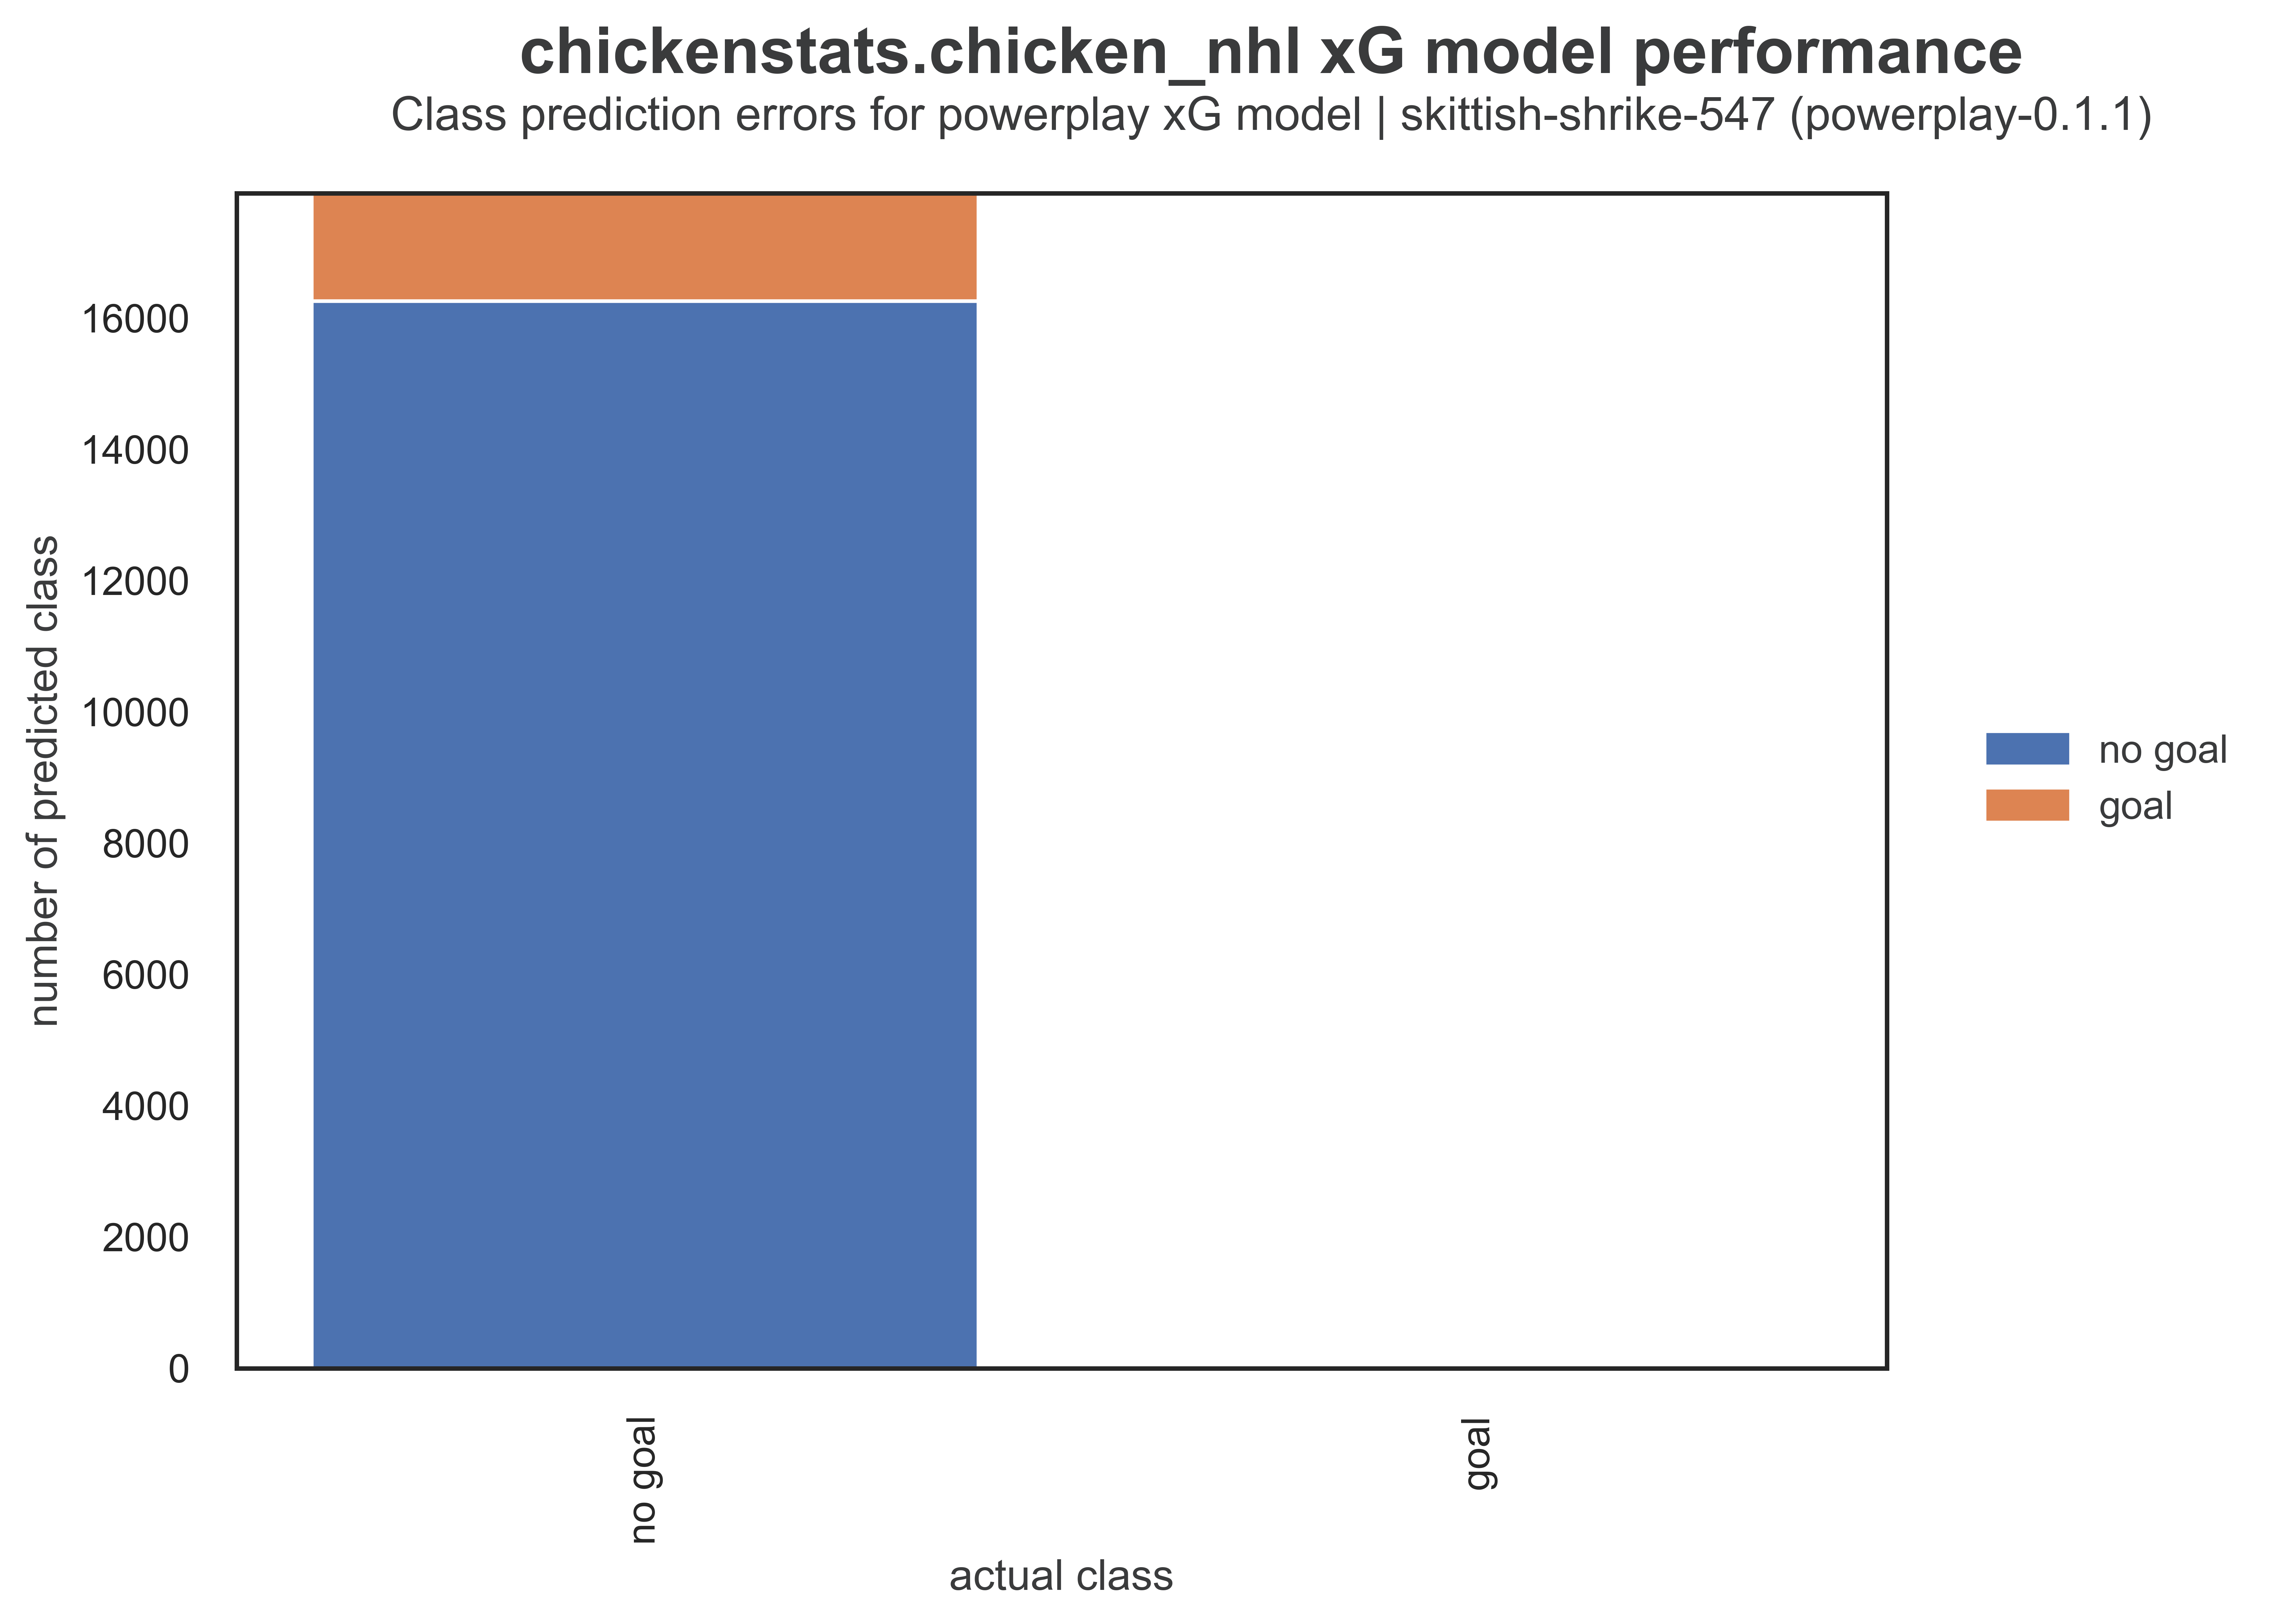 chickenstats.chicken_nhl xG model performance
Class prediction errors for powerplay xG model | skittish-shrike-547 (powerplay-0.1.1)
number of predicted class
16000
14000
12000
10000
8000
6000
4000
2000
0
no goal
goal
actual class
no goal
goal